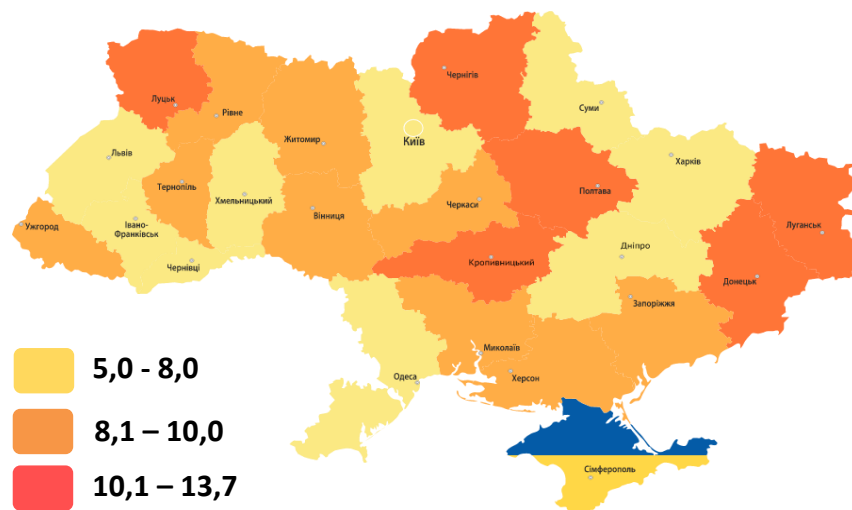 Чернігів
Луцьк
Рівне
Суми
Житомир
Київ
Львів
Харків
Тернопіль
Хмельницький
Полтава
Черкаси
Вінниця
Ужгород
Івано-
Франківськ
Луганськ
Дніпро
Чернівці
Кропивницький
Донецьк
Запоріжжя
Миколаїв
Одеса
Херсон
5,0 - 8,0
8,1 – 10,0
Сімферополь
10,1 – 13,7